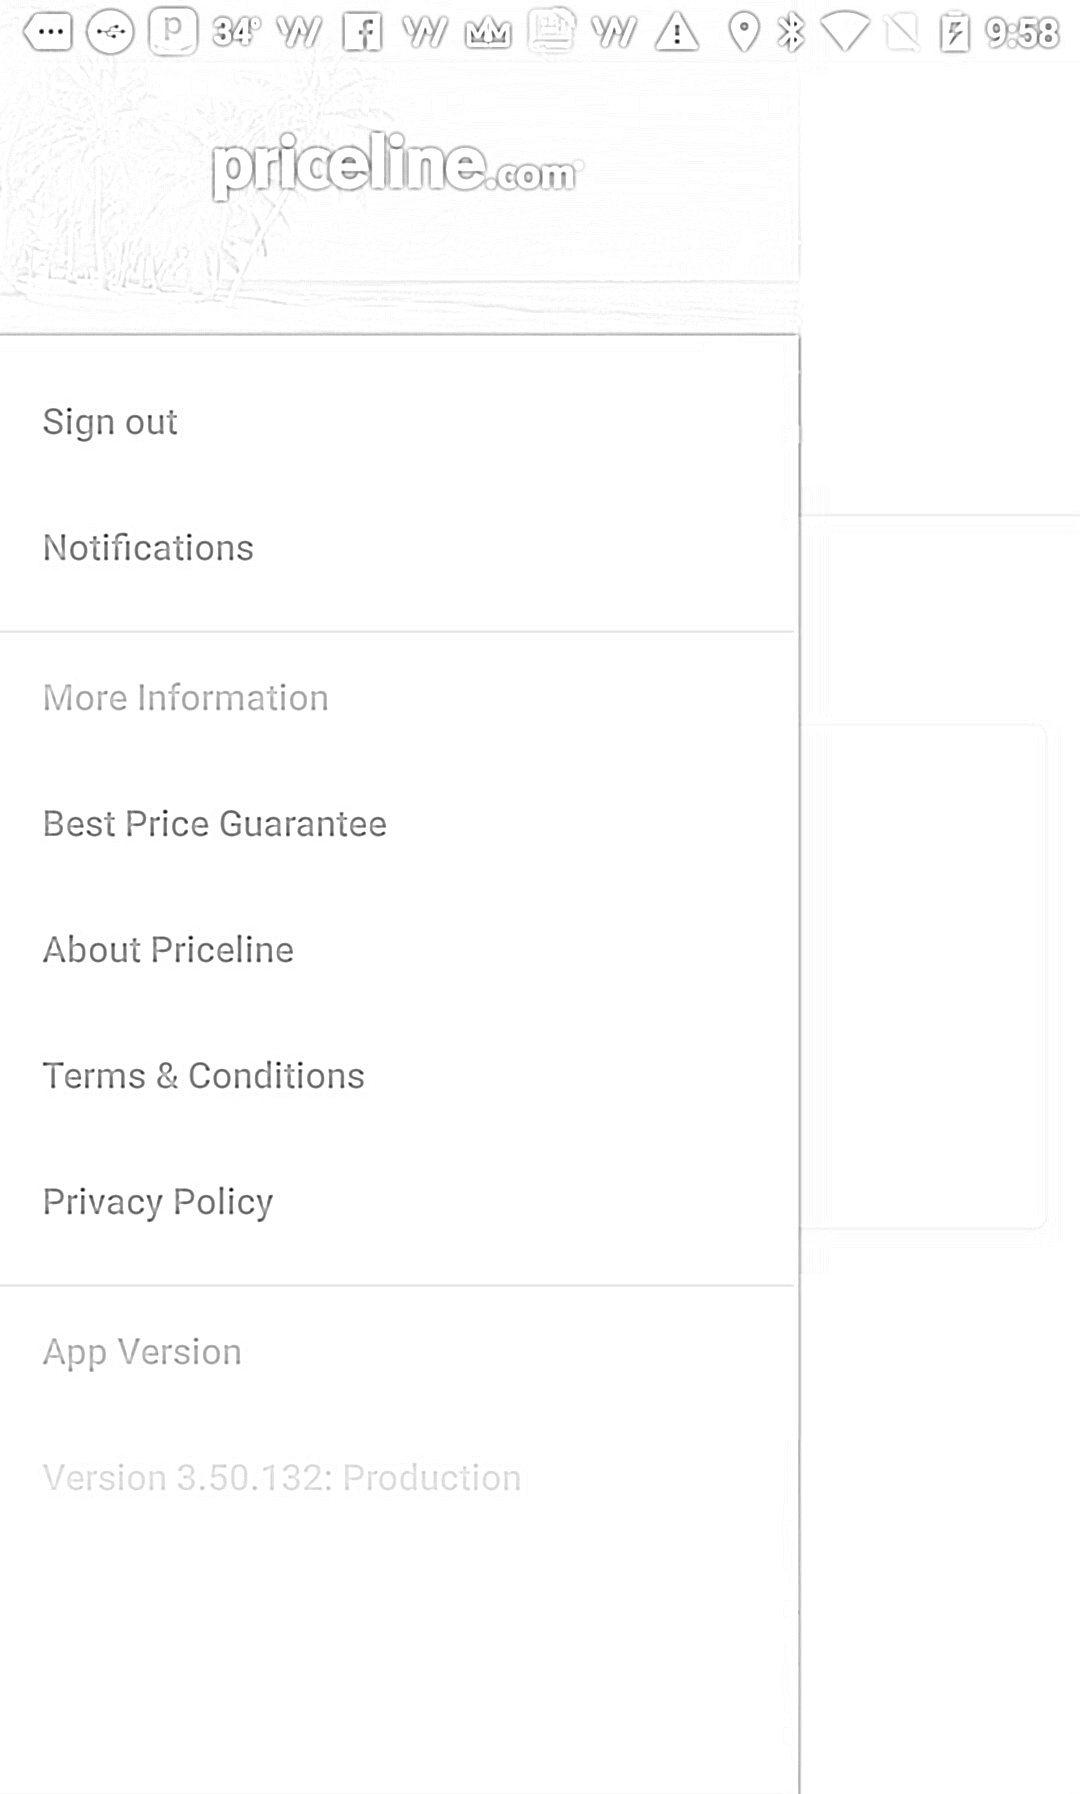 34° 9:58
priceline.com
Sign out
Notifications
More Information
Best Price Guarantee
About Priceline
Terms & Conditions
Privacy Policy
App Version
Version 3.50.132: Production